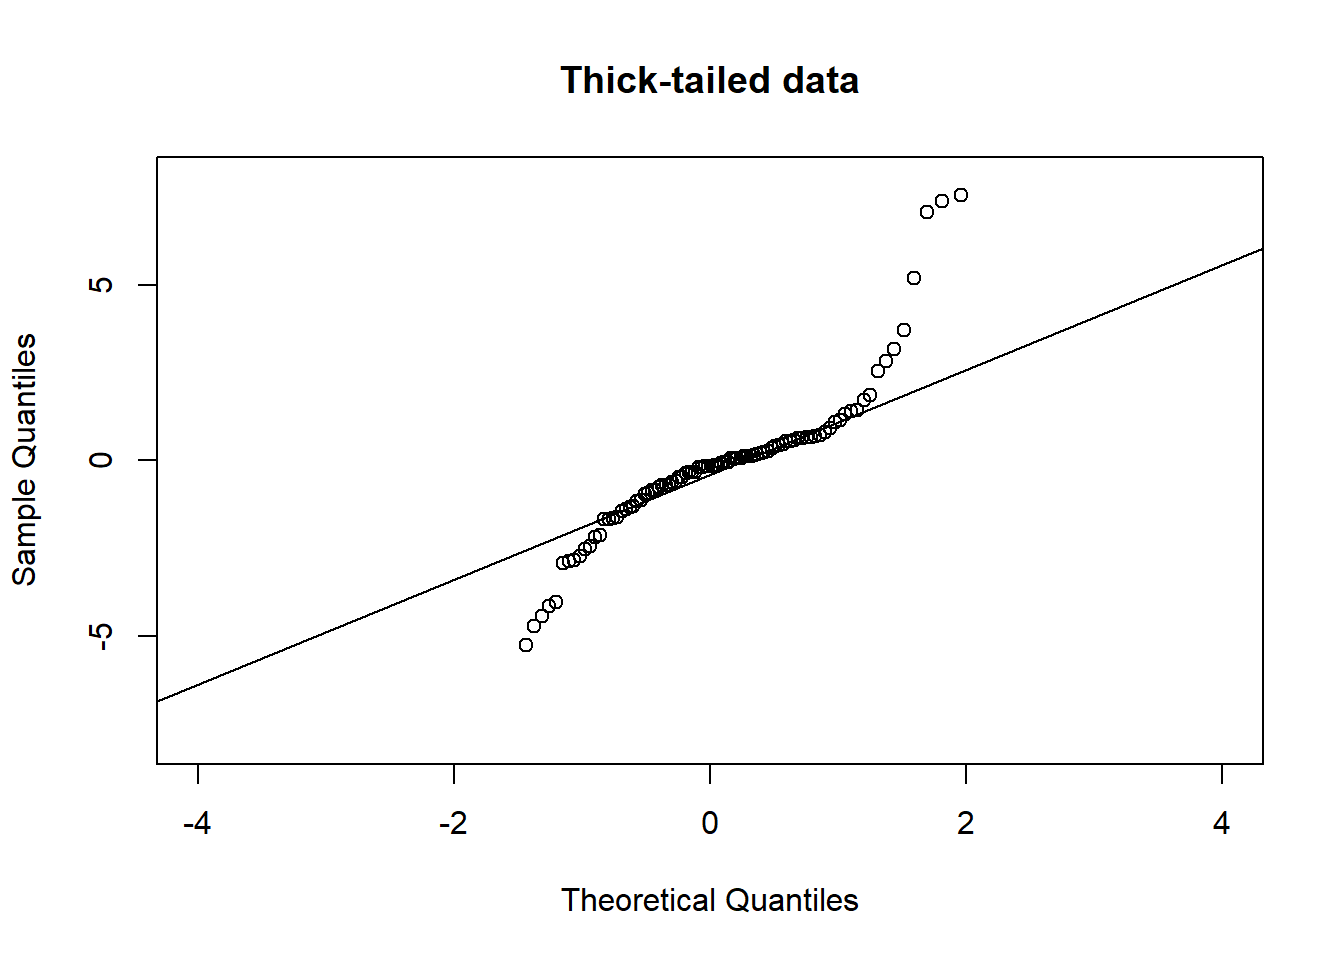 Thick-tailed data
Sample Quantiles
5
0
-5
-4 -2 0 2 4
Theoretical Quantiles